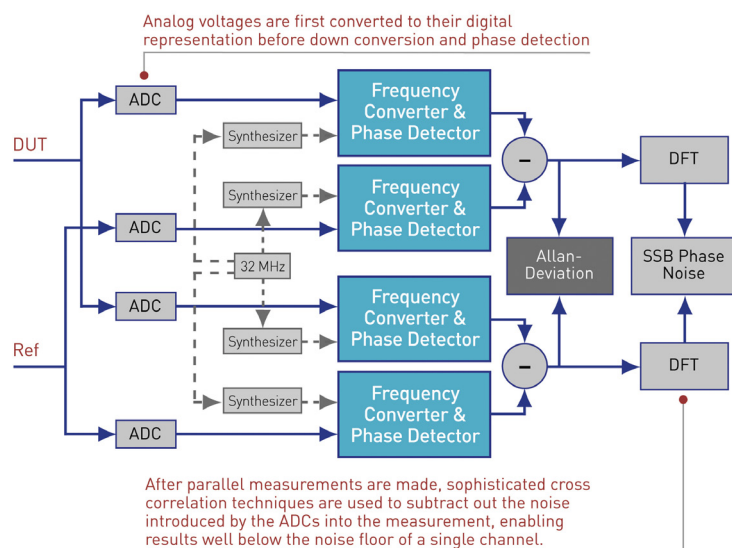 Analog voltages are first converted to their digital
representation before down conversion and phase detection
ADC
Frequency
Converter &
Phase Detector
Synthesizer
DUT
–
DFT
Synthesizer
Frequency
Converter &
Phase Detector
ADC
32 MHz
Allan-
Deviation
SSB Phase
Noise
ADC
Frequency
Converter &
Phase Detector
Synthesizer
Ref
–
DFT
Synthesizer
Frequency
Converter &
Phase Detector
ADC
After parallel measurements are made, sophisticated cross
correlation techniques are used to subtract out the noise
introduced by the ADCs into the measurement, enabling
results well below the noise floor of a single channel.